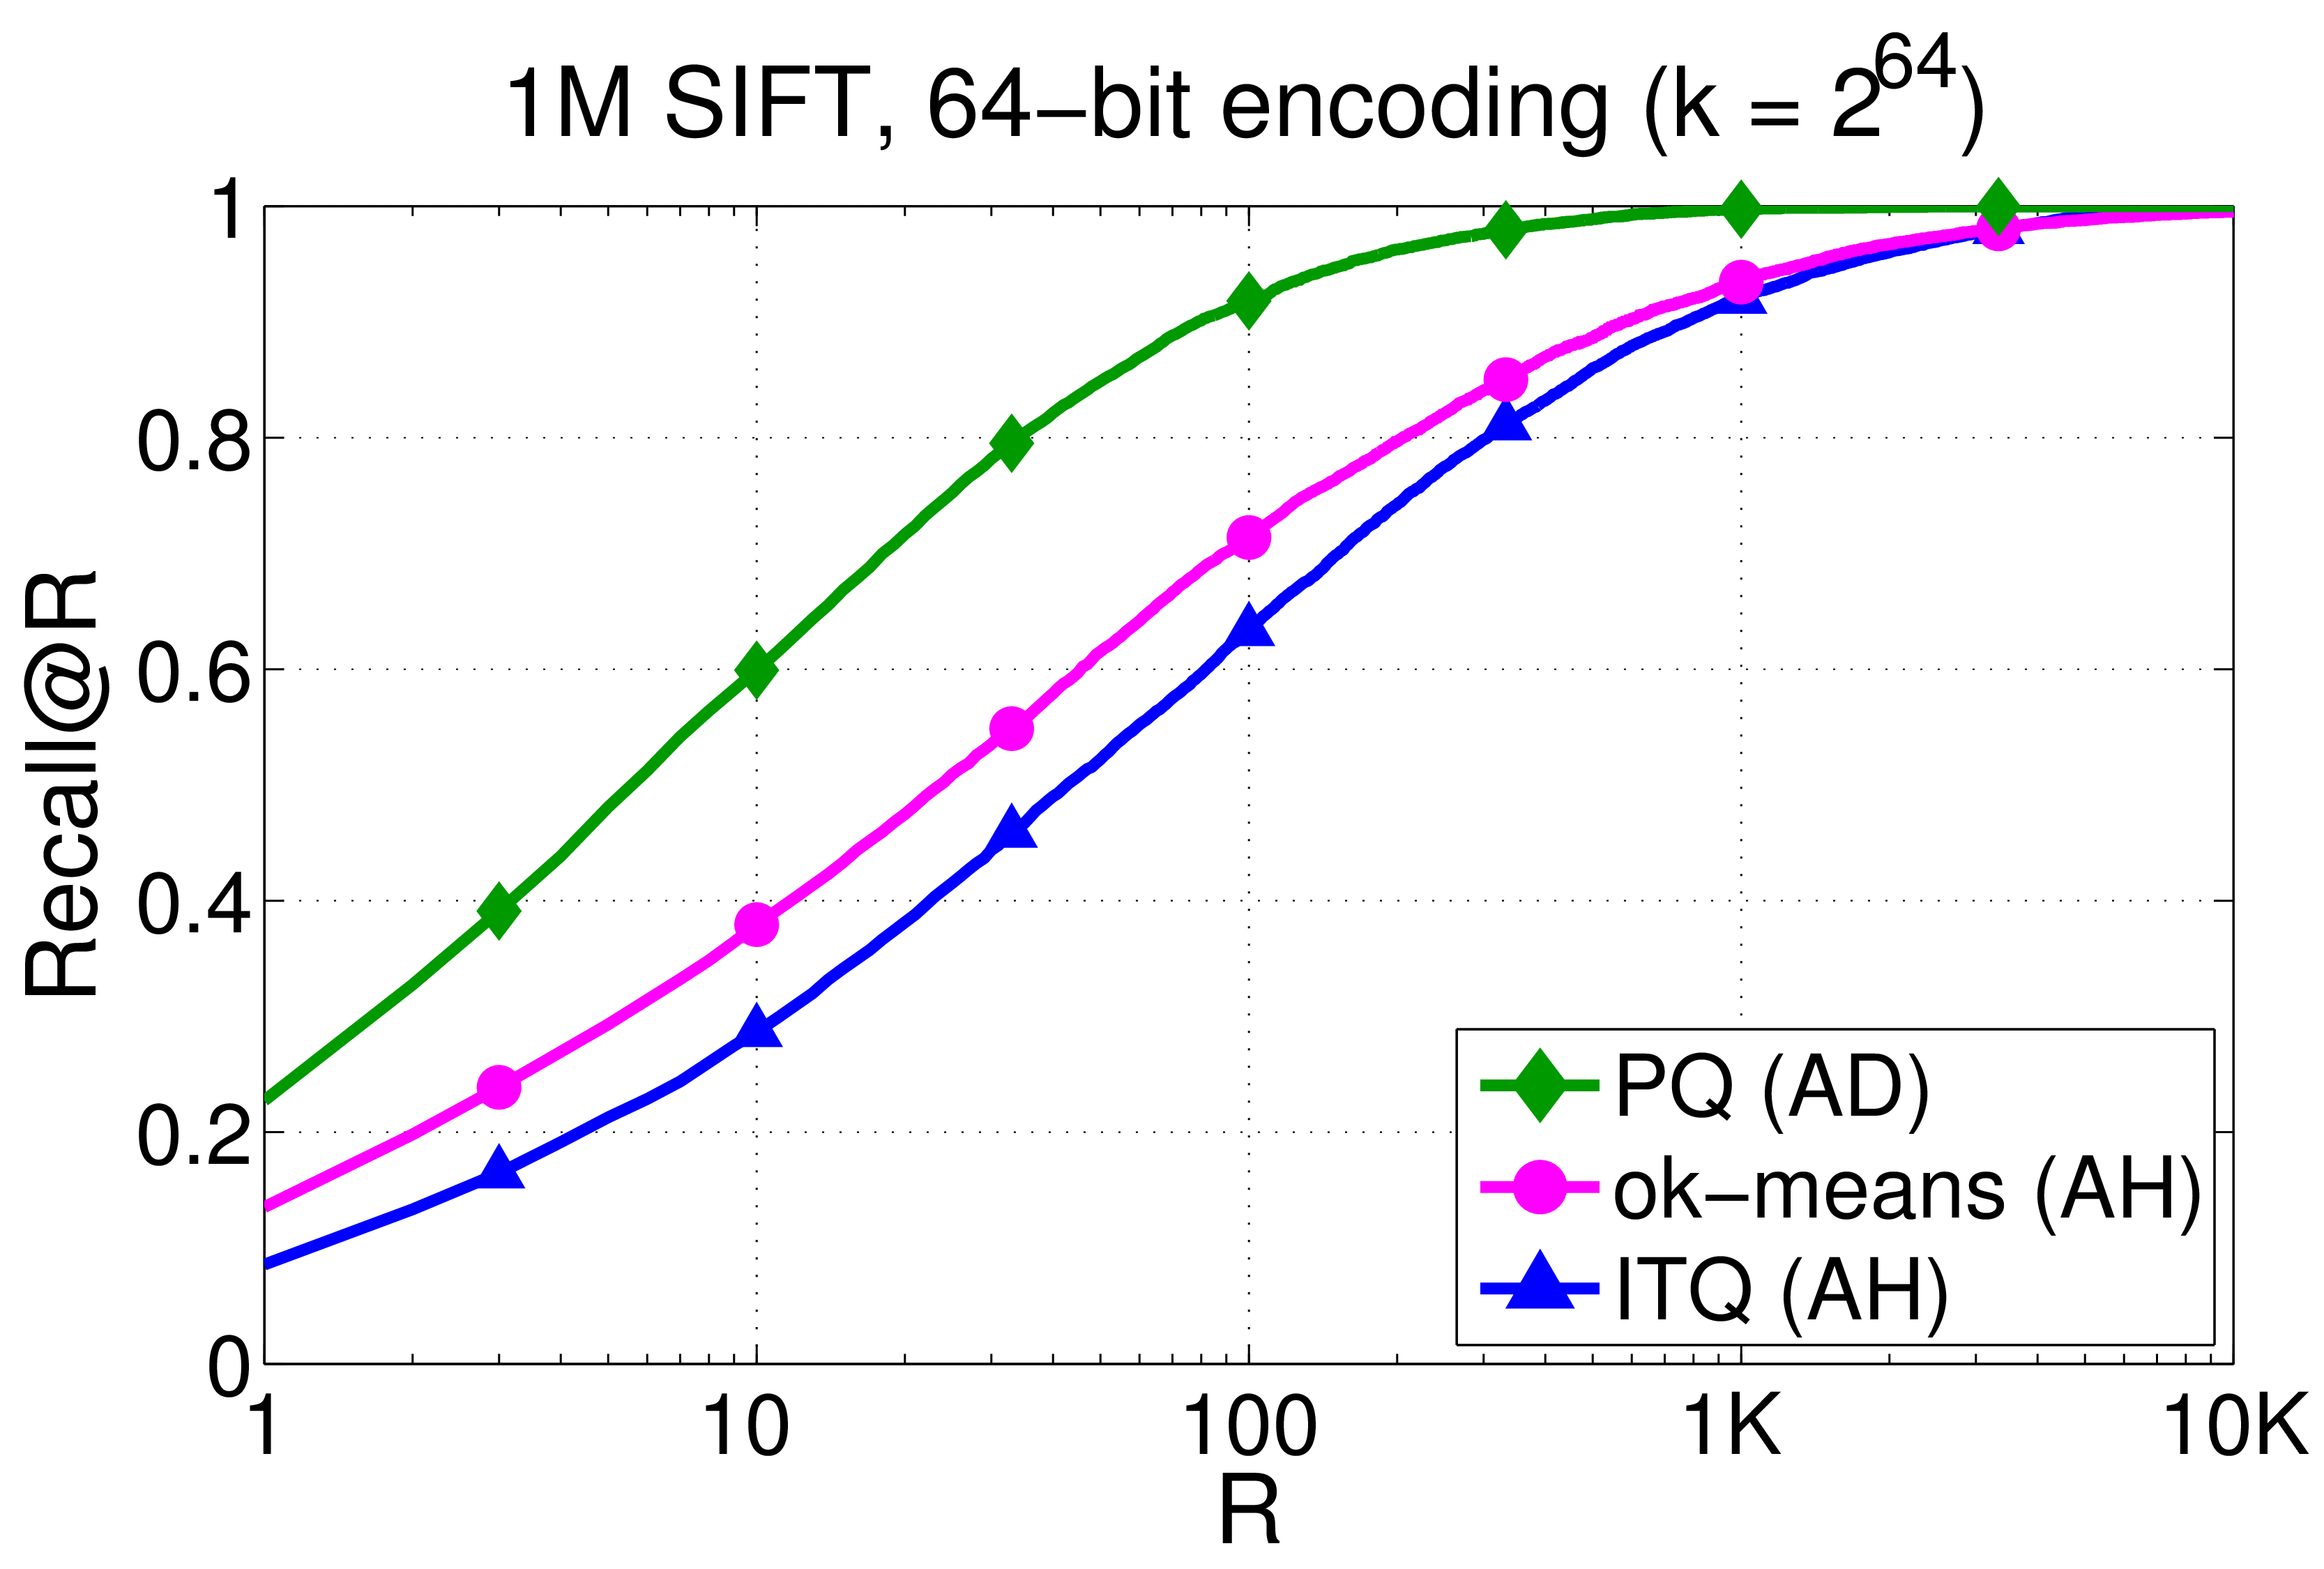 1M SIFT, 64−bit encoding (k = 2^64)
Recall@R
1
0.8
0.6
0.4
0.2
0
1 10 100 1K 10K
R
PQ (AD)
ok−means (AH)
ITQ (AH)